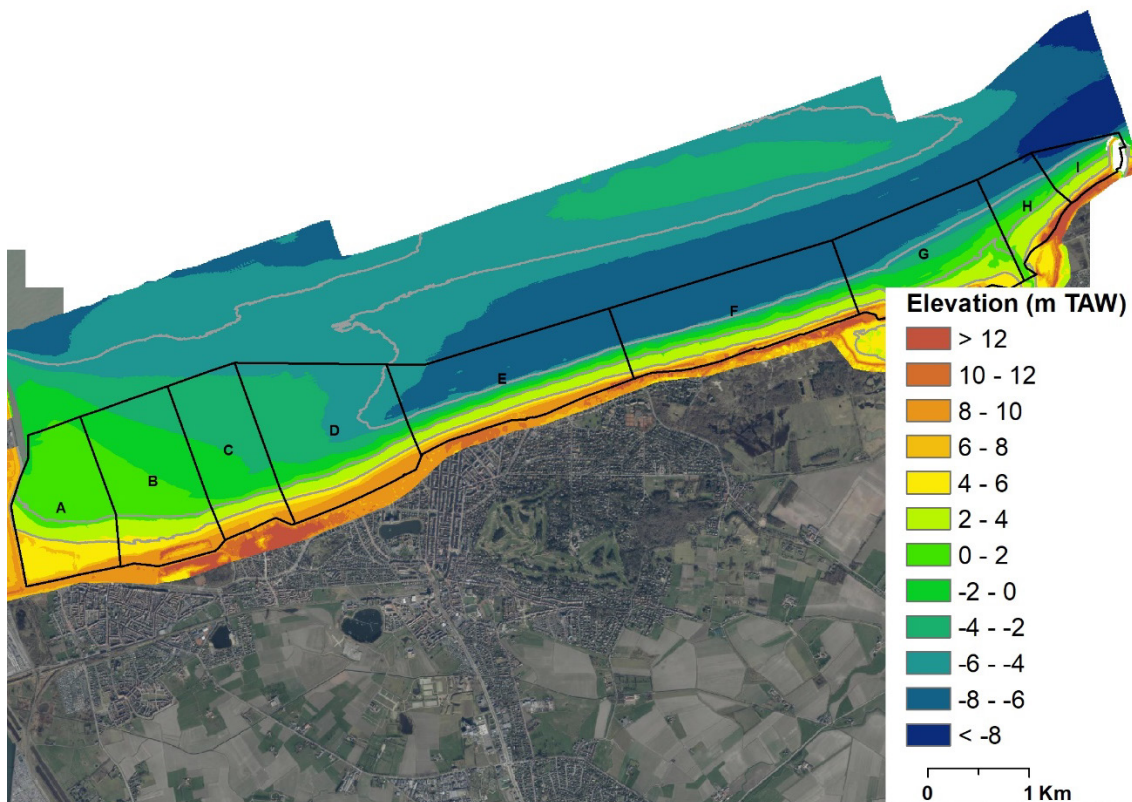 I
H
G
F
E
D
C
B
A
Elevation (m TAW)
> 12
10 - 12
8 - 10
6 - 8
4 - 6
2 - 4
0 - 2
-2 - 0
-4 - -2
-6 - -4
-8 - -6
< -8
0 1 Km